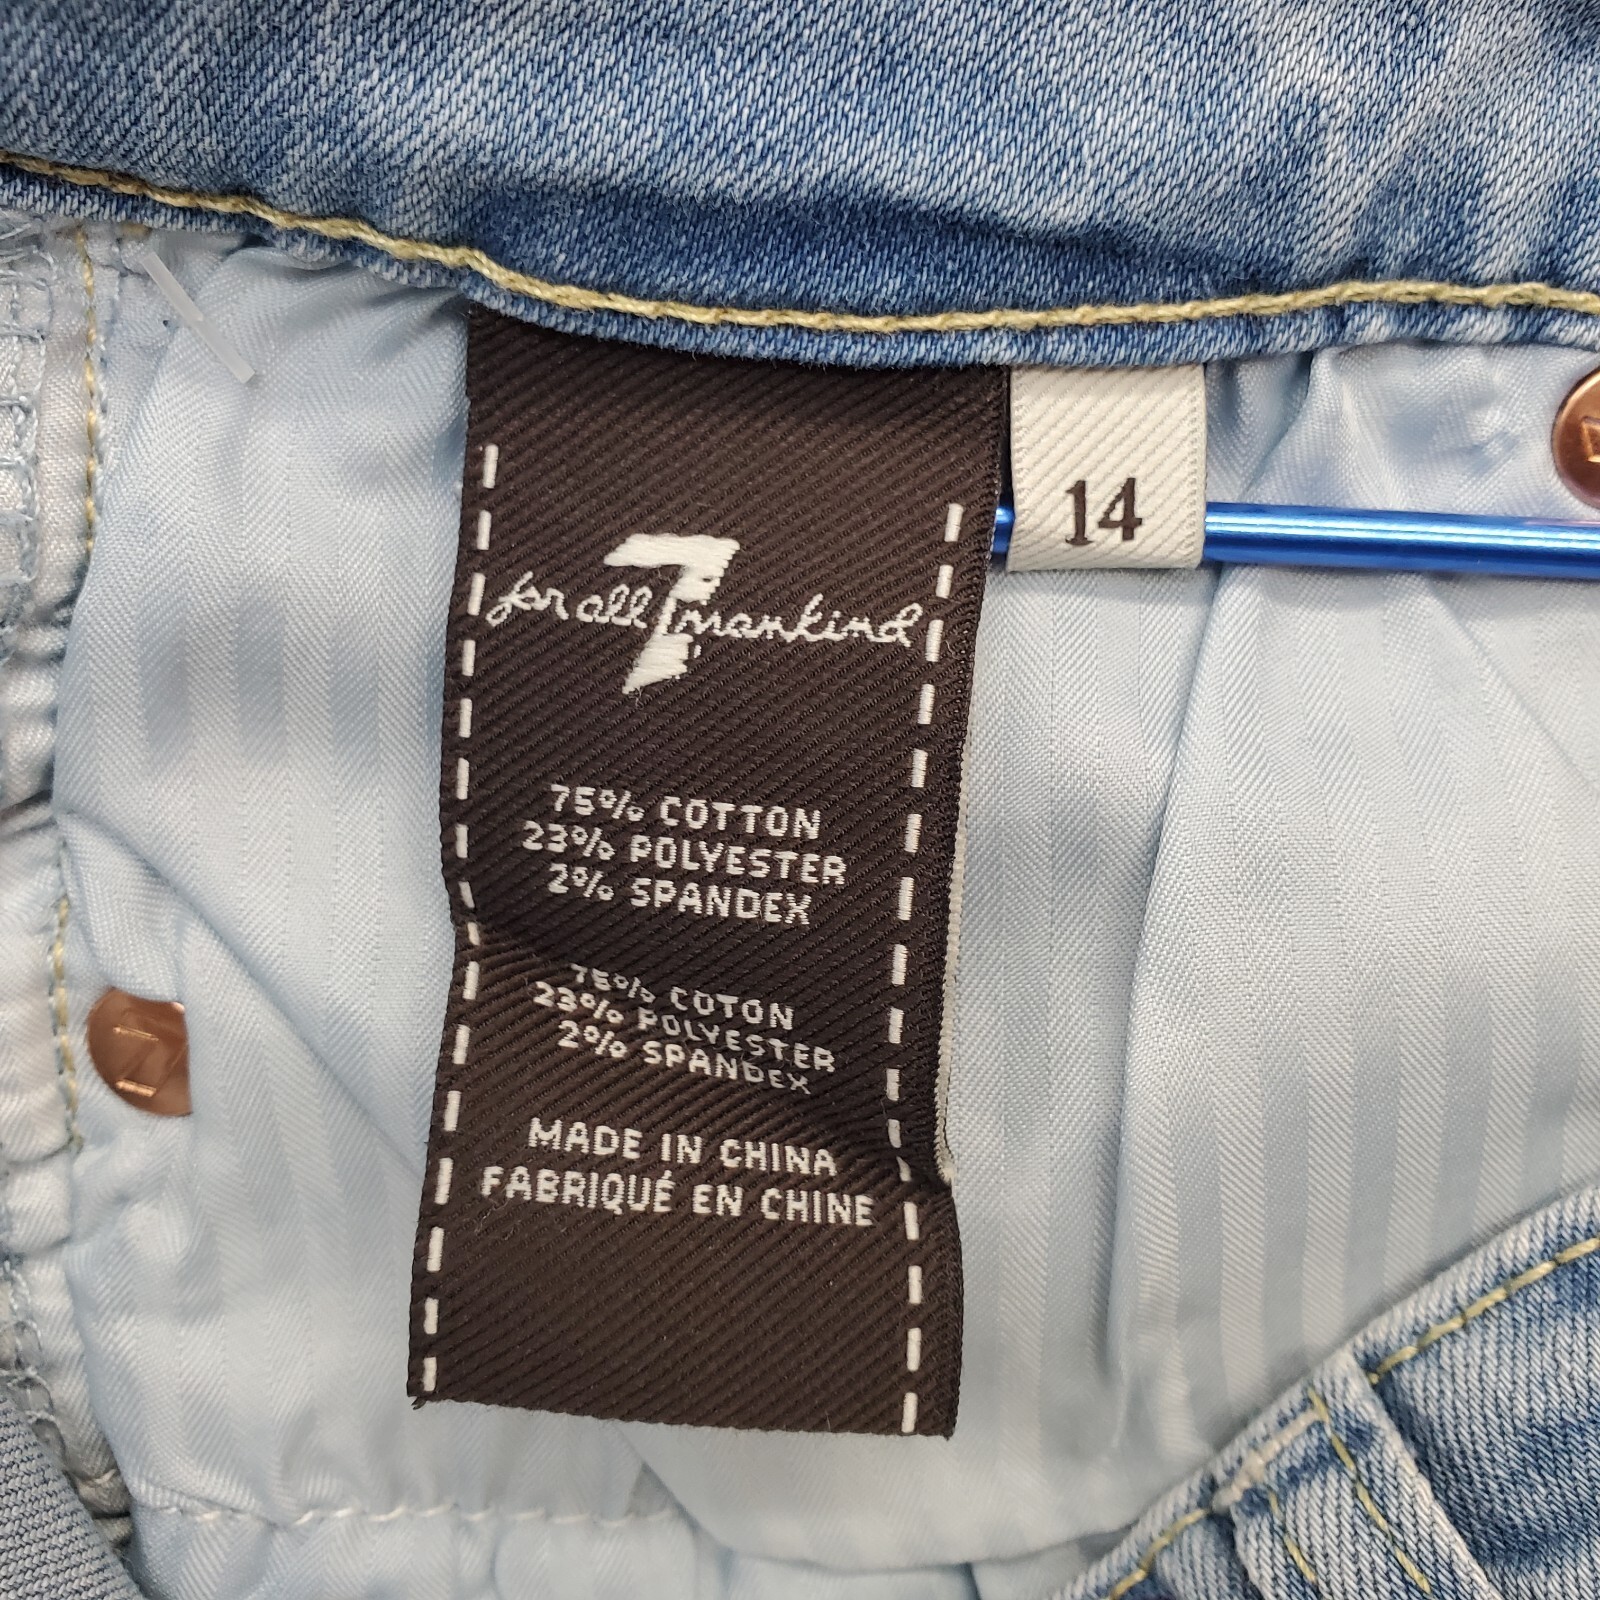 7
for all mankind
14
75% COTTON
23% POLYESTER
2% SPANDEX
75% COTON
23% POLYESTER
2% SPANDEX
MADE IN CHINA
FABRIQUÉ EN CHINE
7